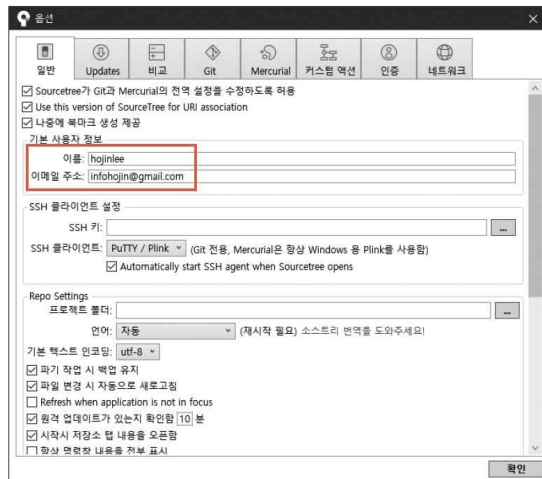 옵션
일반 Updates 비교 Git Mercurial 커스텀 액션 인증 네트워크
Sourcetree가 Git과 Mercurial의 전역 설정을 수정하도록 허용
Use this version of SourceTree for URI association
나중에 북마크 생성 제공
기본 사용자 정보
이름: hojinlee
이메일 주소: infohojin@gmail.com
SSH 클라이언트 설정
SSH 키: ...
SSH 클라이언트: PuTTY / Plink (Git 전용, Mercurial은 항상 Windows 용 Plink를 사용함)
Automatically start SSH agent when Sourcetree opens
Repo Settings
프로젝트 폴더: ...
언어: 자동 (재시작 필요) 소스트리 번역을 도와주세요!
기본 텍스트 인코딩: utf-8
파기 작업 시 백업 유지
파일 변경 시 자동으로 새로고침
Refresh when application is not in focus
원격 업데이트가 있는지 확인함 10 분
시작시 저장소 탭 내용을 오픈함
항상 명령창 내용을 전부 표시
확인